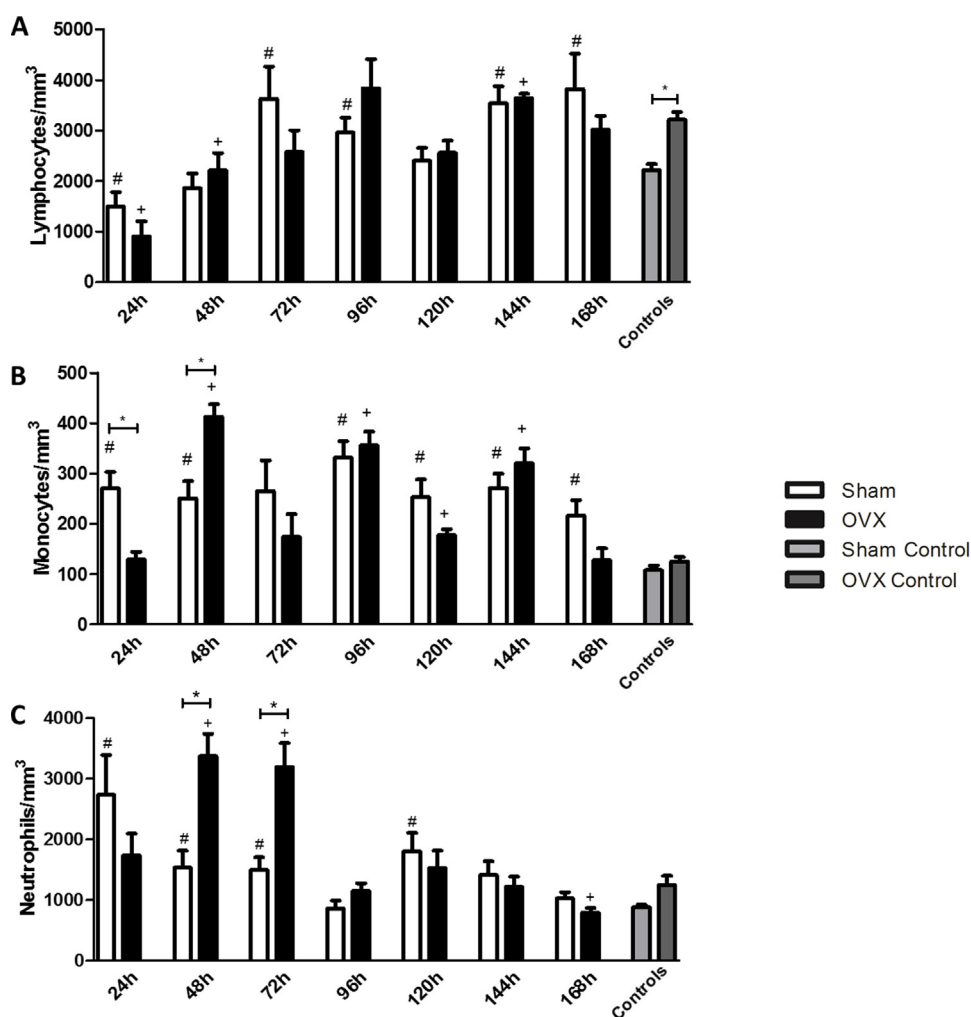 A
Lymphocytes/mm³
5000
4000
3000
2000
1000
0
# + + # # # + # *
24h 48h 72h 96h 120h 144h 168h Controls
B
Monocytes/mm³
500
400
300
200
100
0
* *
# # + # + # + # + #
24h 48h 72h 96h 120h 144h 168h Controls
Sham
OVX
Sham Control
OVX Control
C
Neutrophils/mm³
4000
3000
2000
1000
0
* *
# # + # + # +
24h 48h 72h 96h 120h 144h 168h Controls